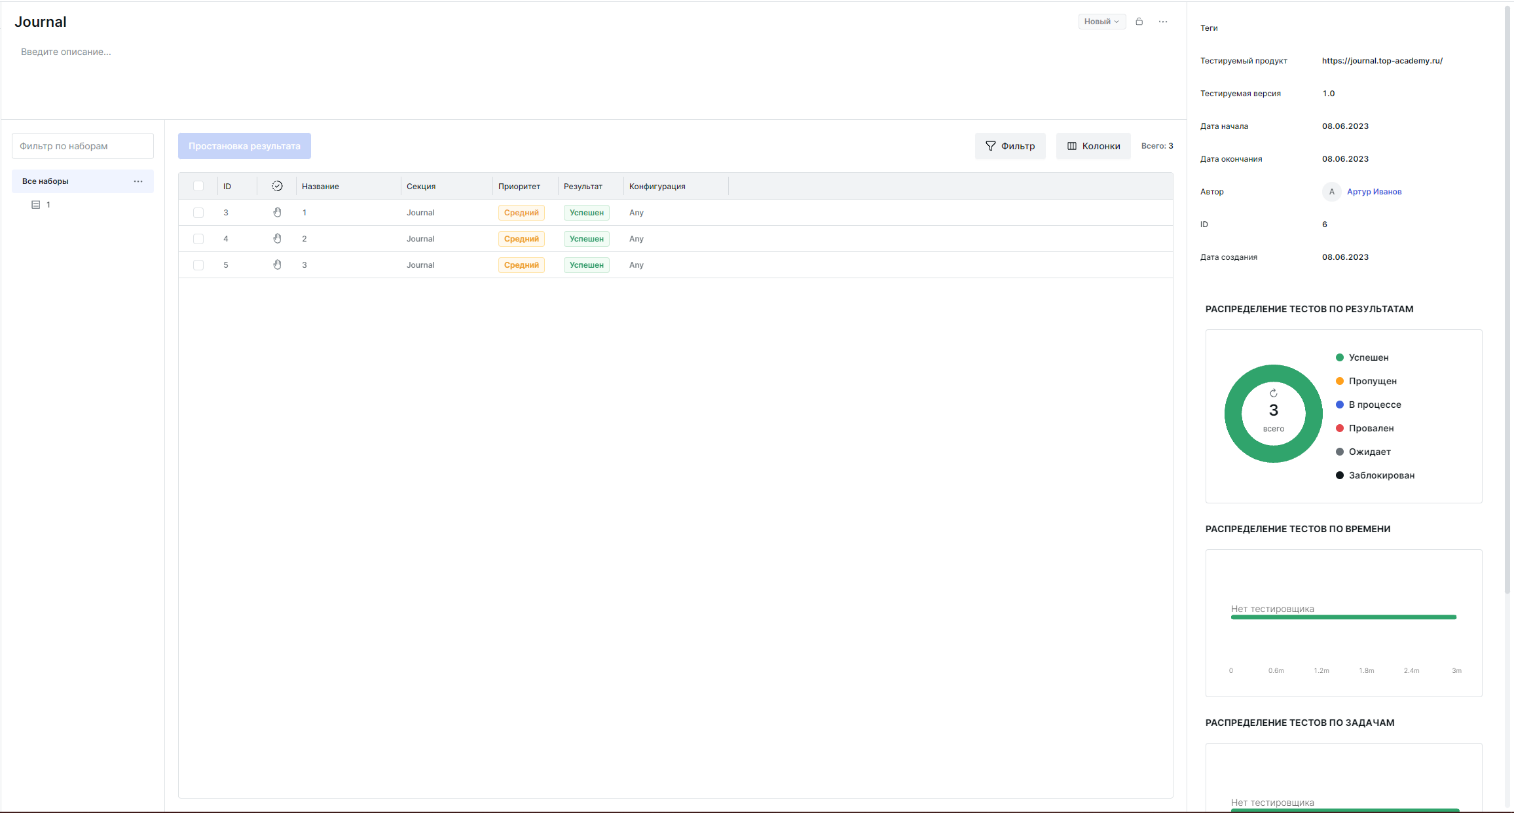 Journal
Новый
Введите описание...
Фильтр по наборам
Все наборы
1
Простановка результата
Фильтр
Колонки
Всего: 3
ID Название Секция Приоритет Результат Конфигурация
3 1 Journal Средний Успешен Any
4 2 Journal Средний Успешен Any
5 3 Journal Средний Успешен Any
Теги
Тестируемый продукт https://journal.top-academy.ru/
Тестируемая версия 1.0
Дата начала 08.06.2023
Дата окончания 08.06.2023
Автор А Артур Иванов
ID 6
Дата создания 08.06.2023
РАСПРЕДЕЛЕНИЕ ТЕСТОВ ПО РЕЗУЛЬТАТАМ
3
всего
Успешен
Пропущен
В процессе
Провален
Ожидает
Заблокирован
РАСПРЕДЕЛЕНИЕ ТЕСТОВ ПО ВРЕМЕНИ
Нет тестировщика
0 0.6m 1.2m 1.8m 2.4m 3m
РАСПРЕДЕЛЕНИЕ ТЕСТОВ ПО ЗАДАЧАМ
Нет тестировщика